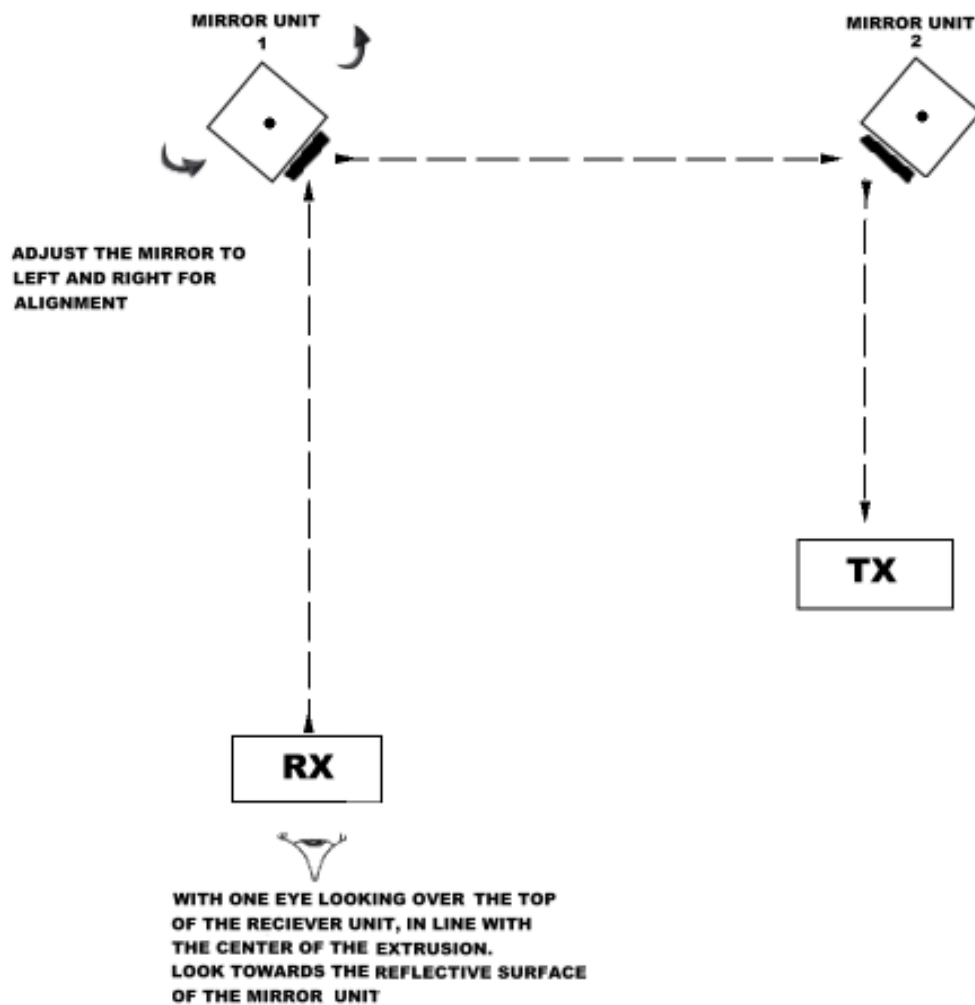 MIRROR UNIT
1
MIRROR UNIT
2
ADJUST THE MIRROR TO
LEFT AND RIGHT FOR
ALIGNMENT
TX
RX
WITH ONE EYE LOOKING OVER THE TOP
OF THE RECIEVER UNIT, IN LINE WITH
THE CENTER OF THE EXTRUSION.
LOOK TOWARDS THE REFLECTIVE SURFACE
OF THE MIRROR UNIT